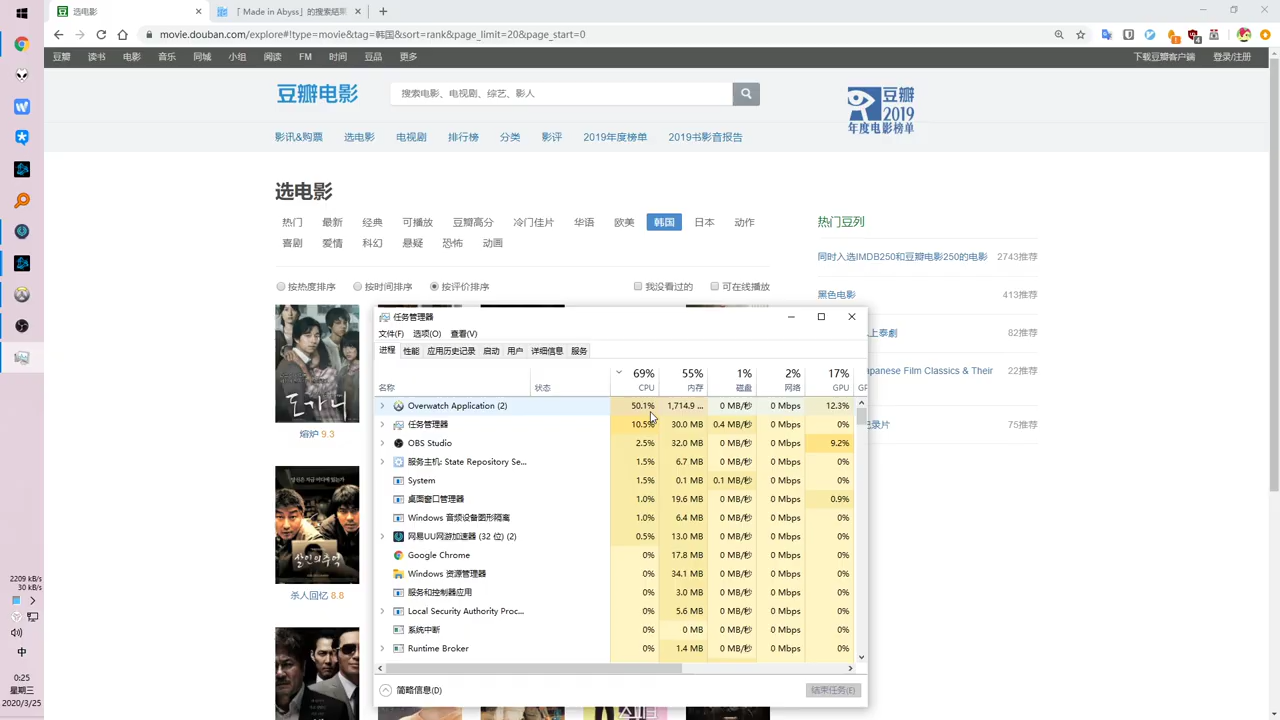 选电影
「 Made in Abyss」的搜索結果
movie.douban.com/explore#!type=movie&tag=韩国&sort=rank&page_limit=20&page_start=0
豆瓣 读书 电影 音乐 同城 小组 阅读 FM 时间 豆品 更多
下载豆瓣客户端 登录/注册
豆瓣电影
搜索电影、电视剧、综艺、影人
豆瓣
2019
年度电影榜单
影讯&购票 选电影 电视剧 排行榜 分类 影评 2019年度榜单 2019书影音报告
选电影
热门 最新 经典 可播放 豆瓣高分 冷门佳片 华语 欧美 韩国 日本 动作
喜剧 爱情 科幻 悬疑 恐怖 动画
按热度排序 按时间排序 按评价排序 我没看过的 可在线播放
热门豆列
同时入选IMDB250和豆瓣电影250的电影 2743推荐
黑色电影 413推荐
上泰劇 82推荐
apanese Film Classics & Their 22推荐
记录片 75推荐
도가니
熔炉 9.3
살인의추억
杀人回忆 8.8
任务管理器
文件(F) 选项(O) 查看(V)
进程 性能 应用历史记录 启动 用户 详细信息 服务
69% 55% 1% 2% 17%
名称 状态 CPU 内存 磁盘 网络 GPU GP
Overwatch Application (2) 50.1% 1,714.9 ... 0 MB/秒 0 Mbps 12.3%
任务管理器 10.5% 30.0 MB 0.4 MB/秒 0 Mbps 0%
OBS Studio 2.5% 32.0 MB 0 MB/秒 0 Mbps 9.2%
服务主机: State Repository Se... 1.5% 6.7 MB 0 MB/秒 0 Mbps 0%
System 1.5% 0.1 MB 0.1 MB/秒 0 Mbps 0%
桌面窗口管理器 1.0% 19.6 MB 0 MB/秒 0 Mbps 0.9%
Windows 音频设备图形隔离 1.0% 6.4 MB 0 MB/秒 0 Mbps 0%
网易UU网游加速器 (32 位) (2) 0.5% 13.0 MB 0 MB/秒 0 Mbps 0%
Google Chrome 0% 17.8 MB 0 MB/秒 0 Mbps 0%
Windows 资源管理器 0% 34.1 MB 0 MB/秒 0 Mbps 0%
服务和控制器应用 0% 3.0 MB 0 MB/秒 0 Mbps 0%
Local Security Authority Proc... 0% 5.6 MB 0 MB/秒 0 Mbps 0%
系统中断 0% 0 MB 0 MB/秒 0 Mbps 0%
Runtime Broker 0% 1.4 MB 0 MB/秒 0 Mbps 0%
简略信息(D) 结束任务(E)
2209 kB/s
30 kB/s
中
0:25
星期三
2020/3/25